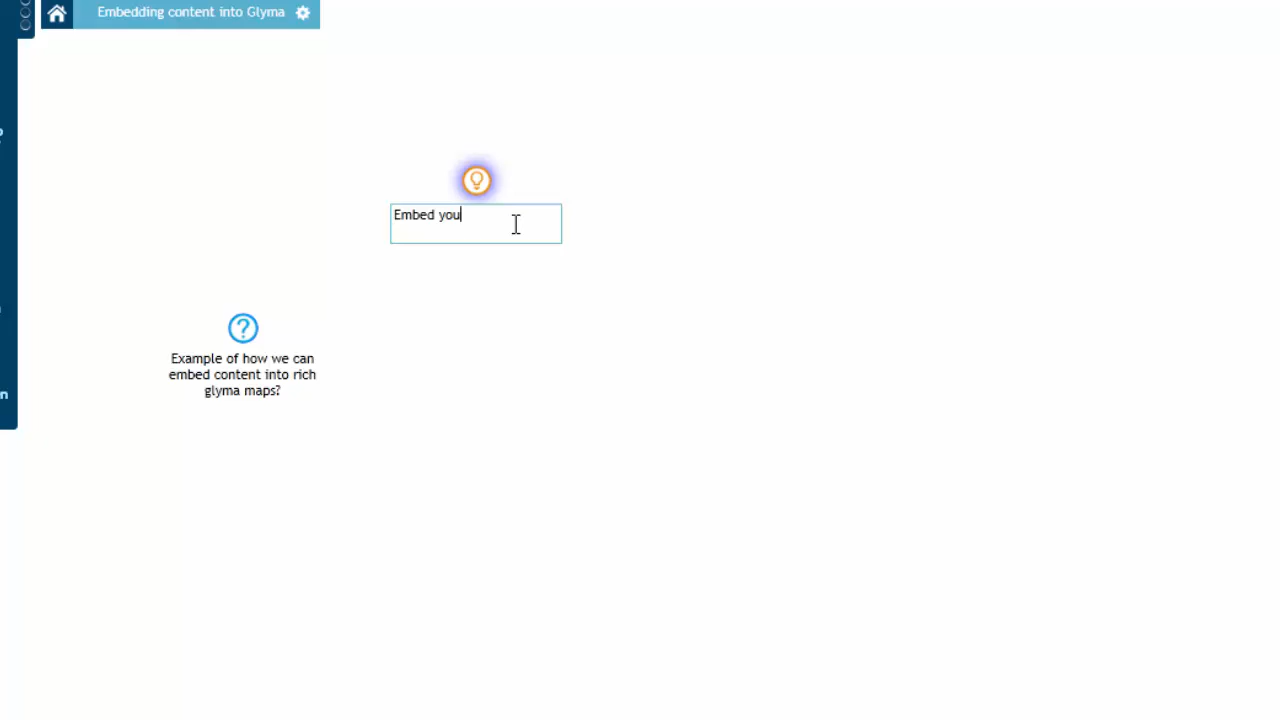 Embedding content into Glyma
Embed you
Example of how we can
embed content into rich
glyma maps?